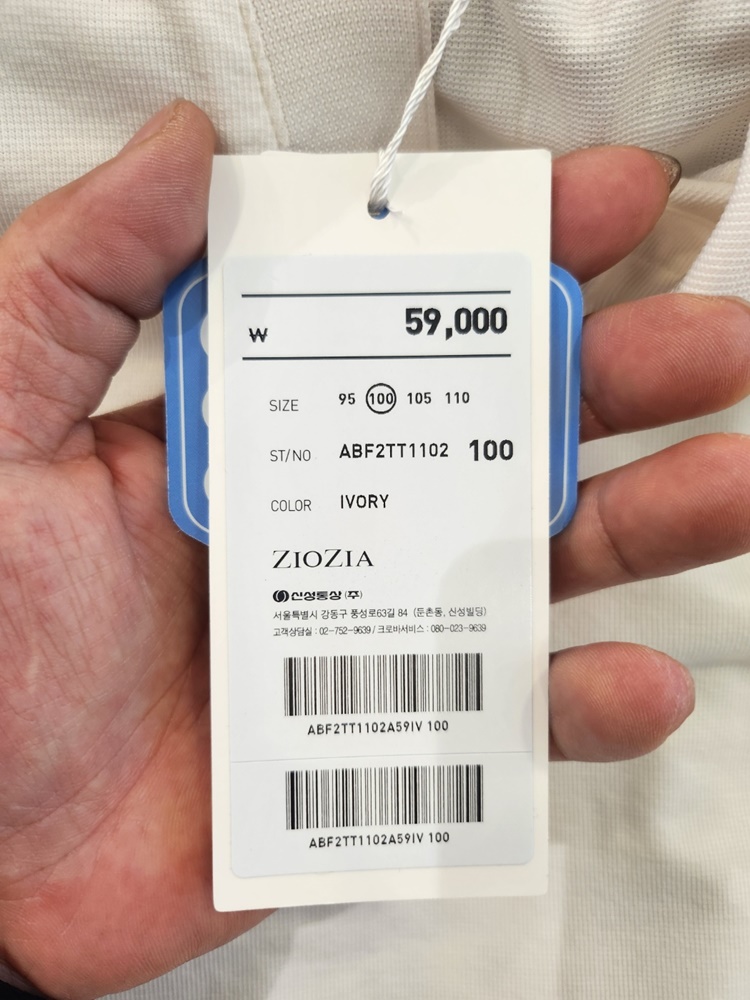 ₩ 59,000
SIZE 95 100 105 110
ST/NO ABF2TT1102 100
COLOR IVORY
ZIOZIA
신성통상 (주)
서울특별시 강동구 풍성로63길 84 (둔촌동, 신성빌딩)
고객상담실 : 02-752-9639 / 크로바서비스 : 080-023-9639
ABF2TT1102A59IV 100
ABF2TT1102A59IV 100